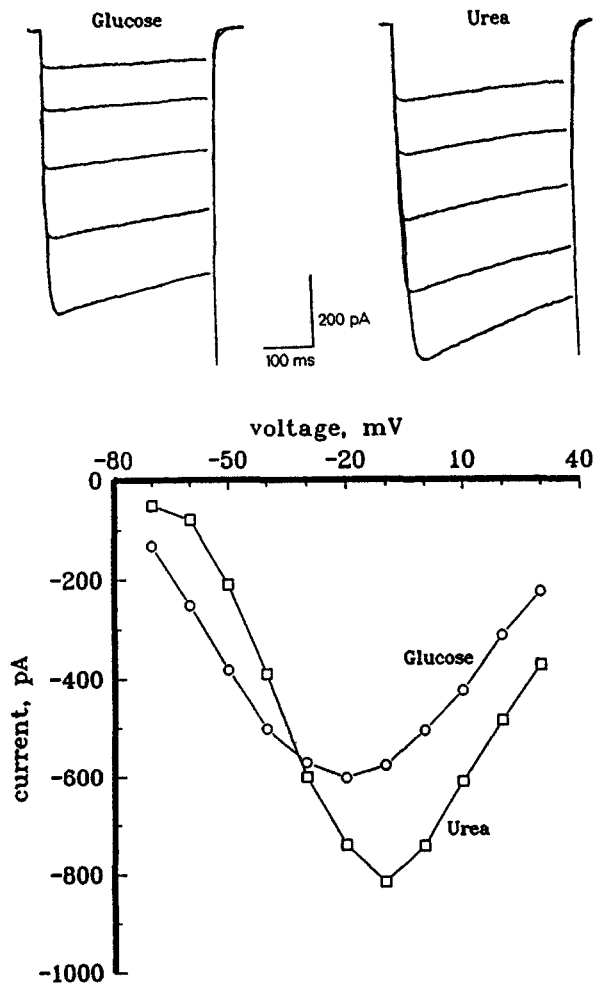 Glucose
Urea
200 pA
100 ms
voltage, mV
-80 -50 -20 10 40
0
-200
-400
-600
-800
-1000
current, pA
Glucose
Urea